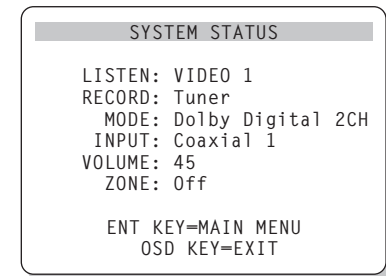 SYSTEM STATUS
LISTEN: VIDEO 1
RECORD: Tuner
MODE: Dolby Digital 2CH
INPUT: Coaxial 1
VOLUME: 45
ZONE: Off
ENT KEY=MAIN MENU
OSD KEY=EXIT